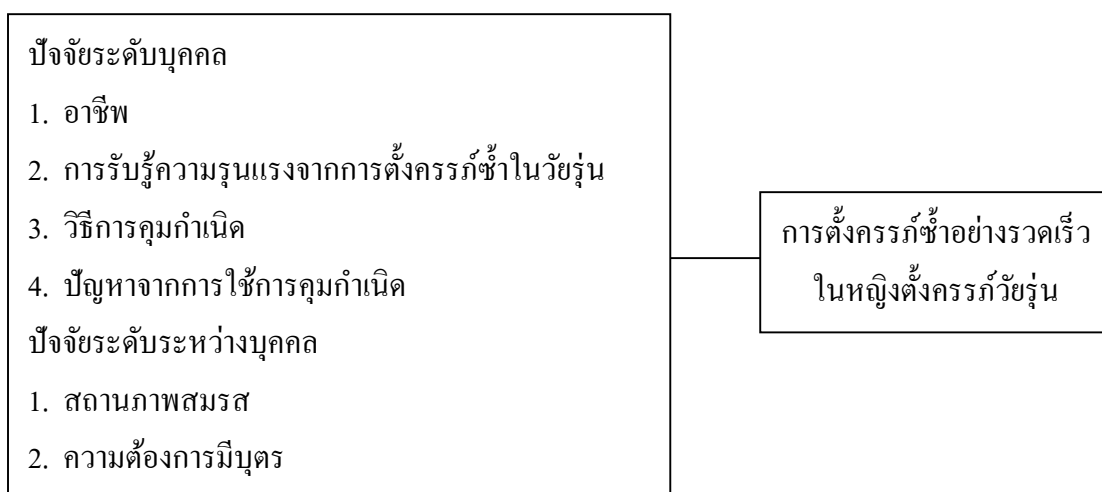 ปัจจัยระดับบุคคล
1. อาชีพ
2. การรับรู้ความรุนแรงจากการตั้งครรภ์ซ้ำในวัยรุ่น
3. วิธีการคุมกำเนิด
4. ปัญหาจากการใช้การคุมกำเนิด
ปัจจัยระดับระหว่างบุคคล
1. สถานภาพสมรส
2. ความต้องการมีบุตร
การตั้งครรภ์ซ้ำอย่างรวดเร็ว
ในหญิงตั้งครรภ์วัยรุ่น